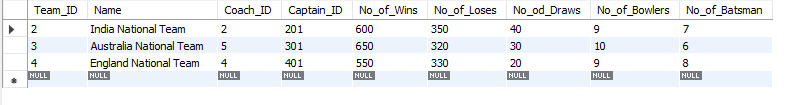 Team_ID Name Coach_ID Captain_ID No_of_Wins No_of_Loses No_od_Draws No_of_Bowlers No_of_Batsman
2 India National Team 2 201 600 350 40 9 7
3 Australia National Team 5 301 650 320 30 10 6
4 England National Team 4 401 550 330 20 9 8
NULL NULL NULL NULL NULL NULL NULL NULL NULL